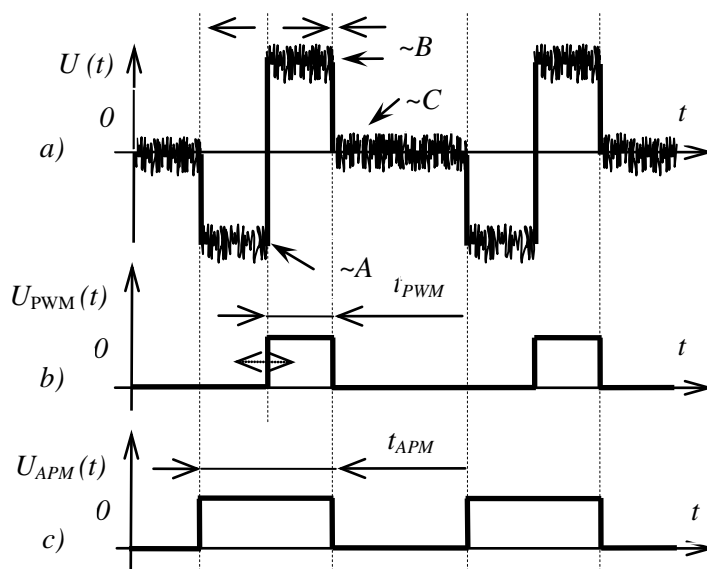 ~B
U (t)
~C
0
t
a)
~A
U_PWM(t)
t_PWM
0
t
b)
U_APM(t)
t_APM
0
t
c)